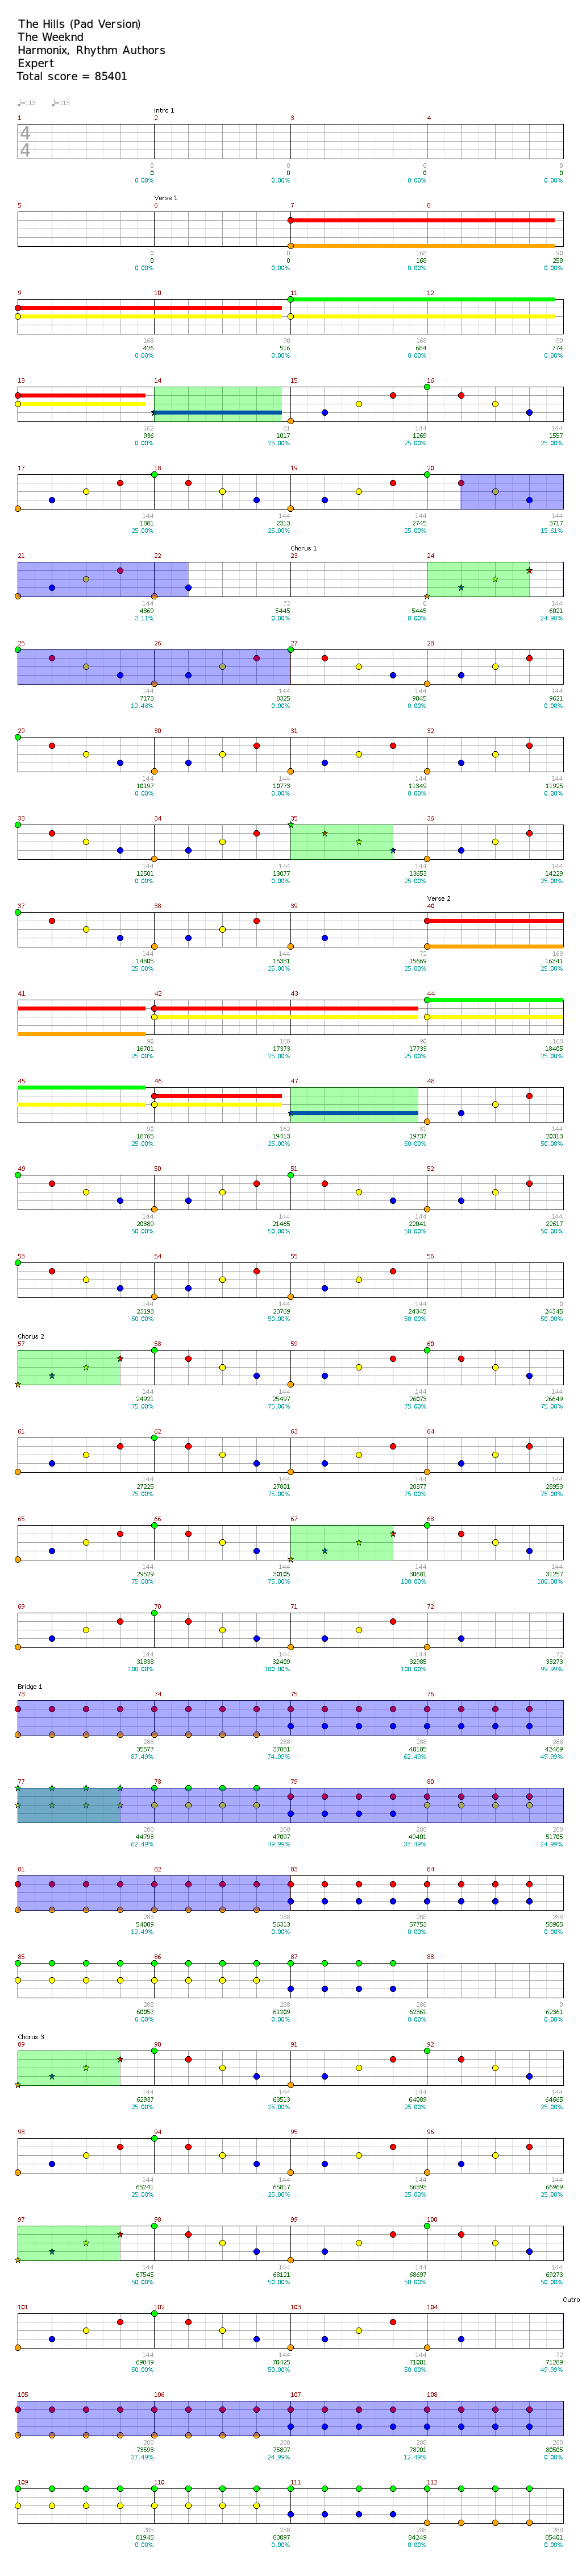 The Hills (Pad Version)
The Weeknd
Harmonix, Rhythm Authors
Expert
Total score = 85401
♩=113 ♩=113
intro 1
1 2 3 4
4
4
0 0 0 0
0 0 0 0
0.00% 0.00% 0.00% 0.00%
Verse 1
5 6 7 8
0 0 168 90
0 0 168 258
0.00% 0.00% 0.00% 0.00%
9 10 11 12
168 90 168 90
426 516 684 774
0.00% 0.00% 0.00% 0.00%
13 14 15 16
162 81 144 144
936 1017 1269 1557
0.00% 25.00% 25.00% 25.00%
17 18 19 20
144 144 144 144
1881 2313 2745 3717
25.00% 25.00% 25.00% 15.61%
Chorus 1
21 22 23 24
144 72 0 144
4869 5445 5445 6021
3.11% 0.00% 0.00% 24.98%
25 26 27 28
144 144 144 144
7173 8325 9045 9621
12.48% 0.00% 0.00% 0.00%
29 30 31 32
144 144 144 144
10197 10773 11349 11925
0.00% 0.00% 0.00% 0.00%
33 34 35 36
144 144 144 144
12501 13077 13653 14229
0.00% 0.00% 25.00% 25.00%
Verse 2
37 38 39 40
144 144 72 168
14805 15381 15669 16341
25.00% 25.00% 25.00% 25.00%
41 42 43 44
90 168 90 168
16701 17373 17733 18405
25.00% 25.00% 25.00% 25.00%
45 46 47 48
90 162 81 144
18765 19413 19737 20313
25.00% 25.00% 50.00% 50.00%
49 50 51 52
144 144 144 144
20889 21465 22041 22617
50.00% 50.00% 50.00% 50.00%
53 54 55 56
144 144 144 0
23193 23769 24345 24345
50.00% 50.00% 50.00% 50.00%
Chorus 2
57 58 59 60
144 144 144 144
24921 25497 26073 26649
75.00% 75.00% 75.00% 75.00%
61 62 63 64
144 144 144 144
27225 27801 28377 28953
75.00% 75.00% 75.00% 75.00%
65 66 67 68
144 144 144 144
29529 30105 30681 31257
75.00% 75.00% 100.00% 100.00%
69 70 71 72
144 144 144 72
31833 32409 32985 33273
100.00% 100.00% 100.00% 99.99%
Bridge 1
73 74 75 76
288 288 288 288
35577 37881 40185 42489
87.49% 74.99% 62.49% 49.99%
77 78 79 80
288 288 288 288
44793 47097 49401 51705
62.49% 49.99% 37.49% 24.99%
81 82 83 84
288 288 288 288
54009 56313 57753 58905
12.49% 0.00% 0.00% 0.00%
85 86 87 88
288 288 288 0
60057 61209 62361 62361
0.00% 0.00% 0.00% 0.00%
Chorus 3
89 90 91 92
144 144 144 144
62937 63513 64089 64665
25.00% 25.00% 25.00% 25.00%
93 94 95 96
144 144 144 144
65241 65817 66393 66969
25.00% 25.00% 25.00% 25.00%
97 98 99 100
144 144 144 144
67545 68121 68697 69273
50.00% 50.00% 50.00% 50.00%
Outro
101 102 103 104
144 144 144 72
69849 70425 71001 71289
50.00% 50.00% 50.00% 49.99%
105 106 107 108
288 288 288 288
73593 75897 78201 80505
37.49% 24.99% 12.49% 0.00%
109 110 111 112
288 288 288 288
81945 83097 84249 85401
0.00% 0.00% 0.00% 0.00%